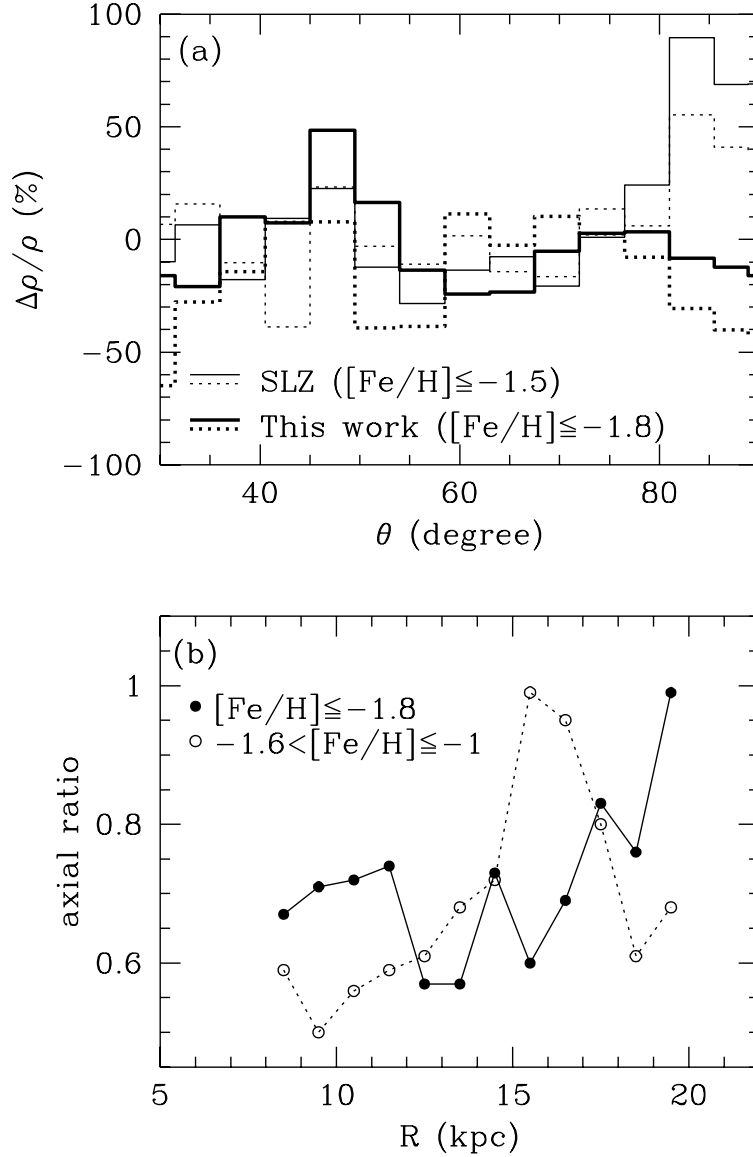 (a)
100
50
0
−50
−100
Δρ/ρ (%)
SLZ ([Fe/H]≦−1.5)
This work ([Fe/H]≦−1.8)
40 60 80
θ (degree)
(b)
1
0.8
0.6
axial ratio
[Fe/H]≦−1.8
−1.6<[Fe/H]≦−1
5 10 15 20
R (kpc)